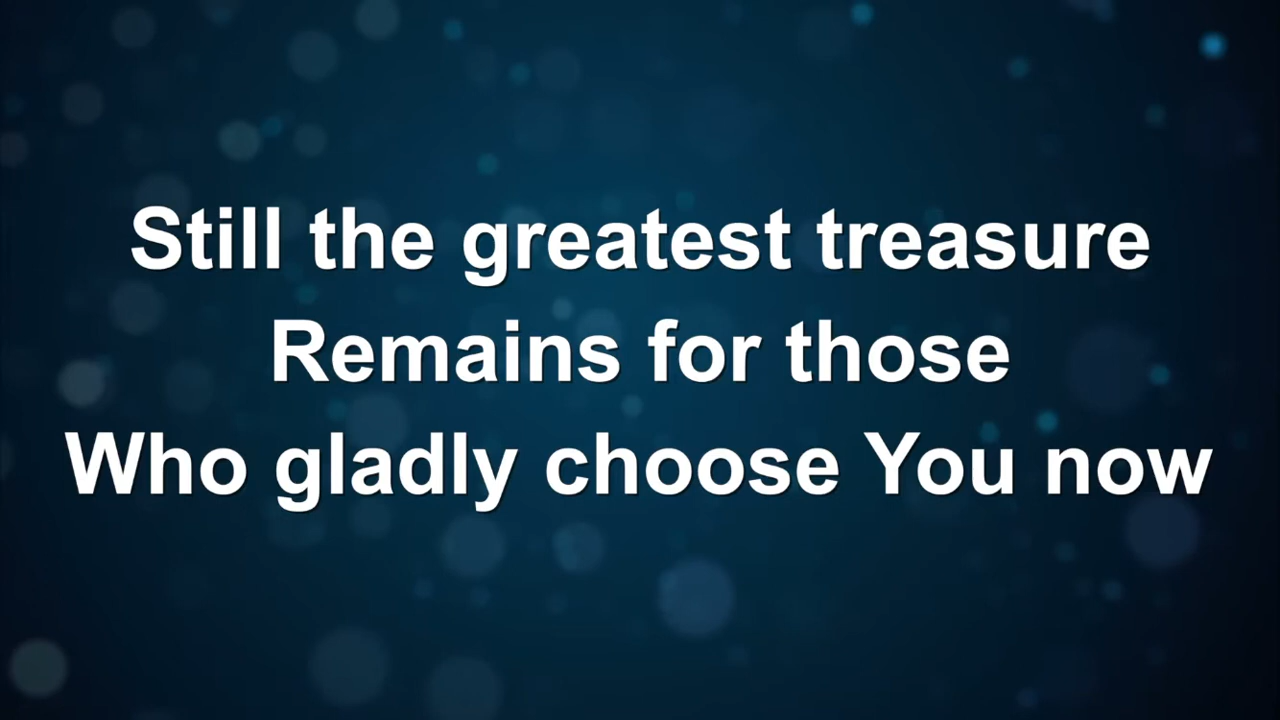 Still the greatest treasure
Remains for those
Who gladly choose You now